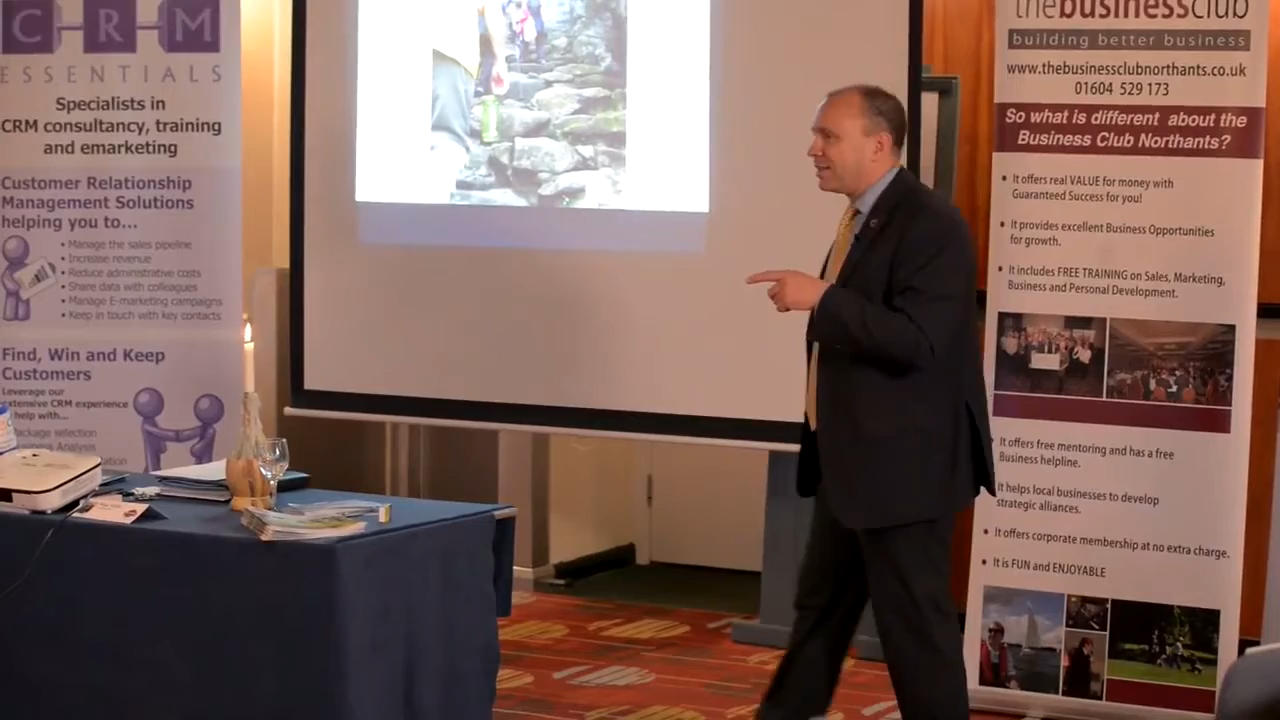 CRM
ESSENTIALS
Specialists in
CRM consultancy, training
and emarketing
Customer Relationship
Management Solutions
helping you to...
• Manage the sales pipeline
• Increase revenue
• Reduce administrative costs
• Share data with colleagues
• Manage E-marketing campaigns
• Keep in touch with key contacts
Find, Win and Keep
Customers
Leverage our
extensive CRM experience
help with...
thebusinessclub
building better business
www.thebusinessclubnorthants.co.uk
01604 529 173
So what is different about the
Business Club Northants?
• It offers real VALUE for money with
Guaranteed Success for you!
• It provides excellent Business Opportunities
for growth.
• It includes FREE TRAINING on Sales, Marketing,
Business and Personal Development.
• It offers free mentoring and has a free
Business helpline.
It helps local businesses to develop
strategic alliances.
• It offers corporate membership at no extra charge.
• It is FUN and ENJOYABLE